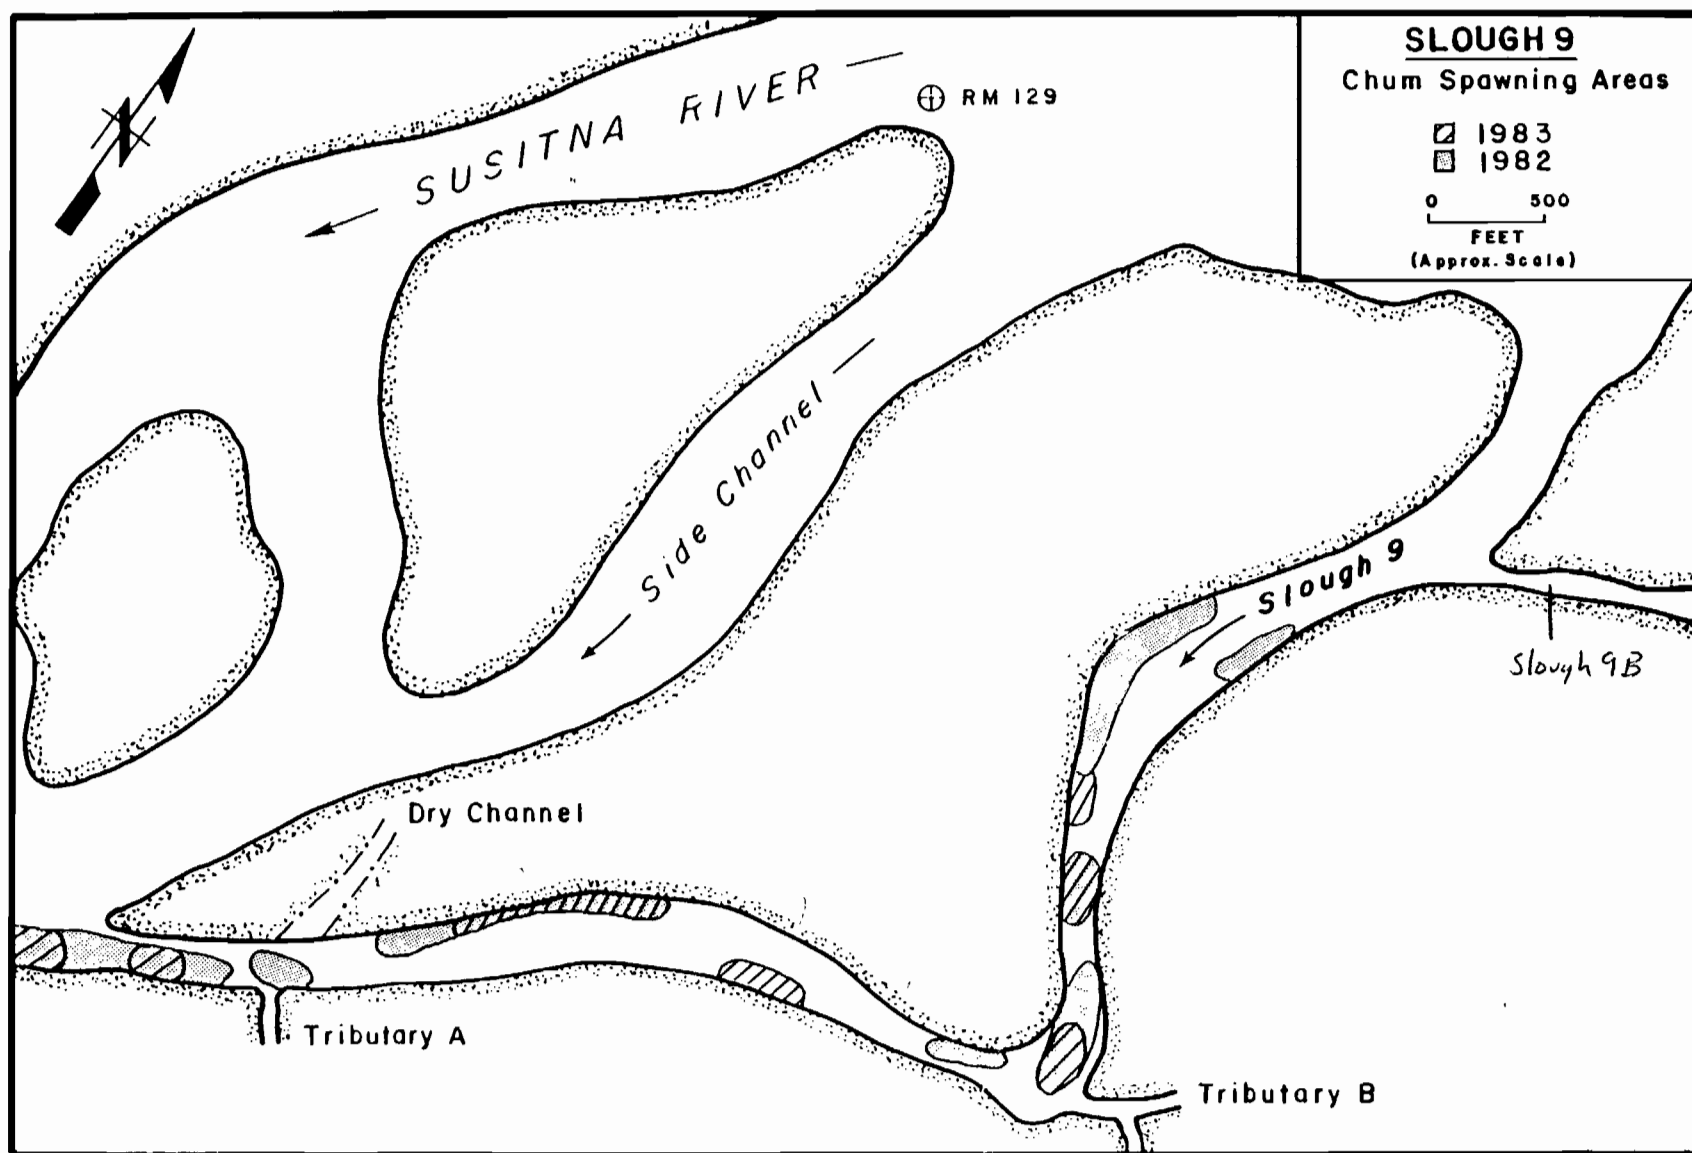 SLOUGH 9
Chum Spawning Areas
1983
1982
0 500
FEET
(Approx. Scale)
N
SUSITNA RIVER
RM 129
Side Channel
Slough 9
Slough 9B
Dry Channel
Tributary A
Tributary B